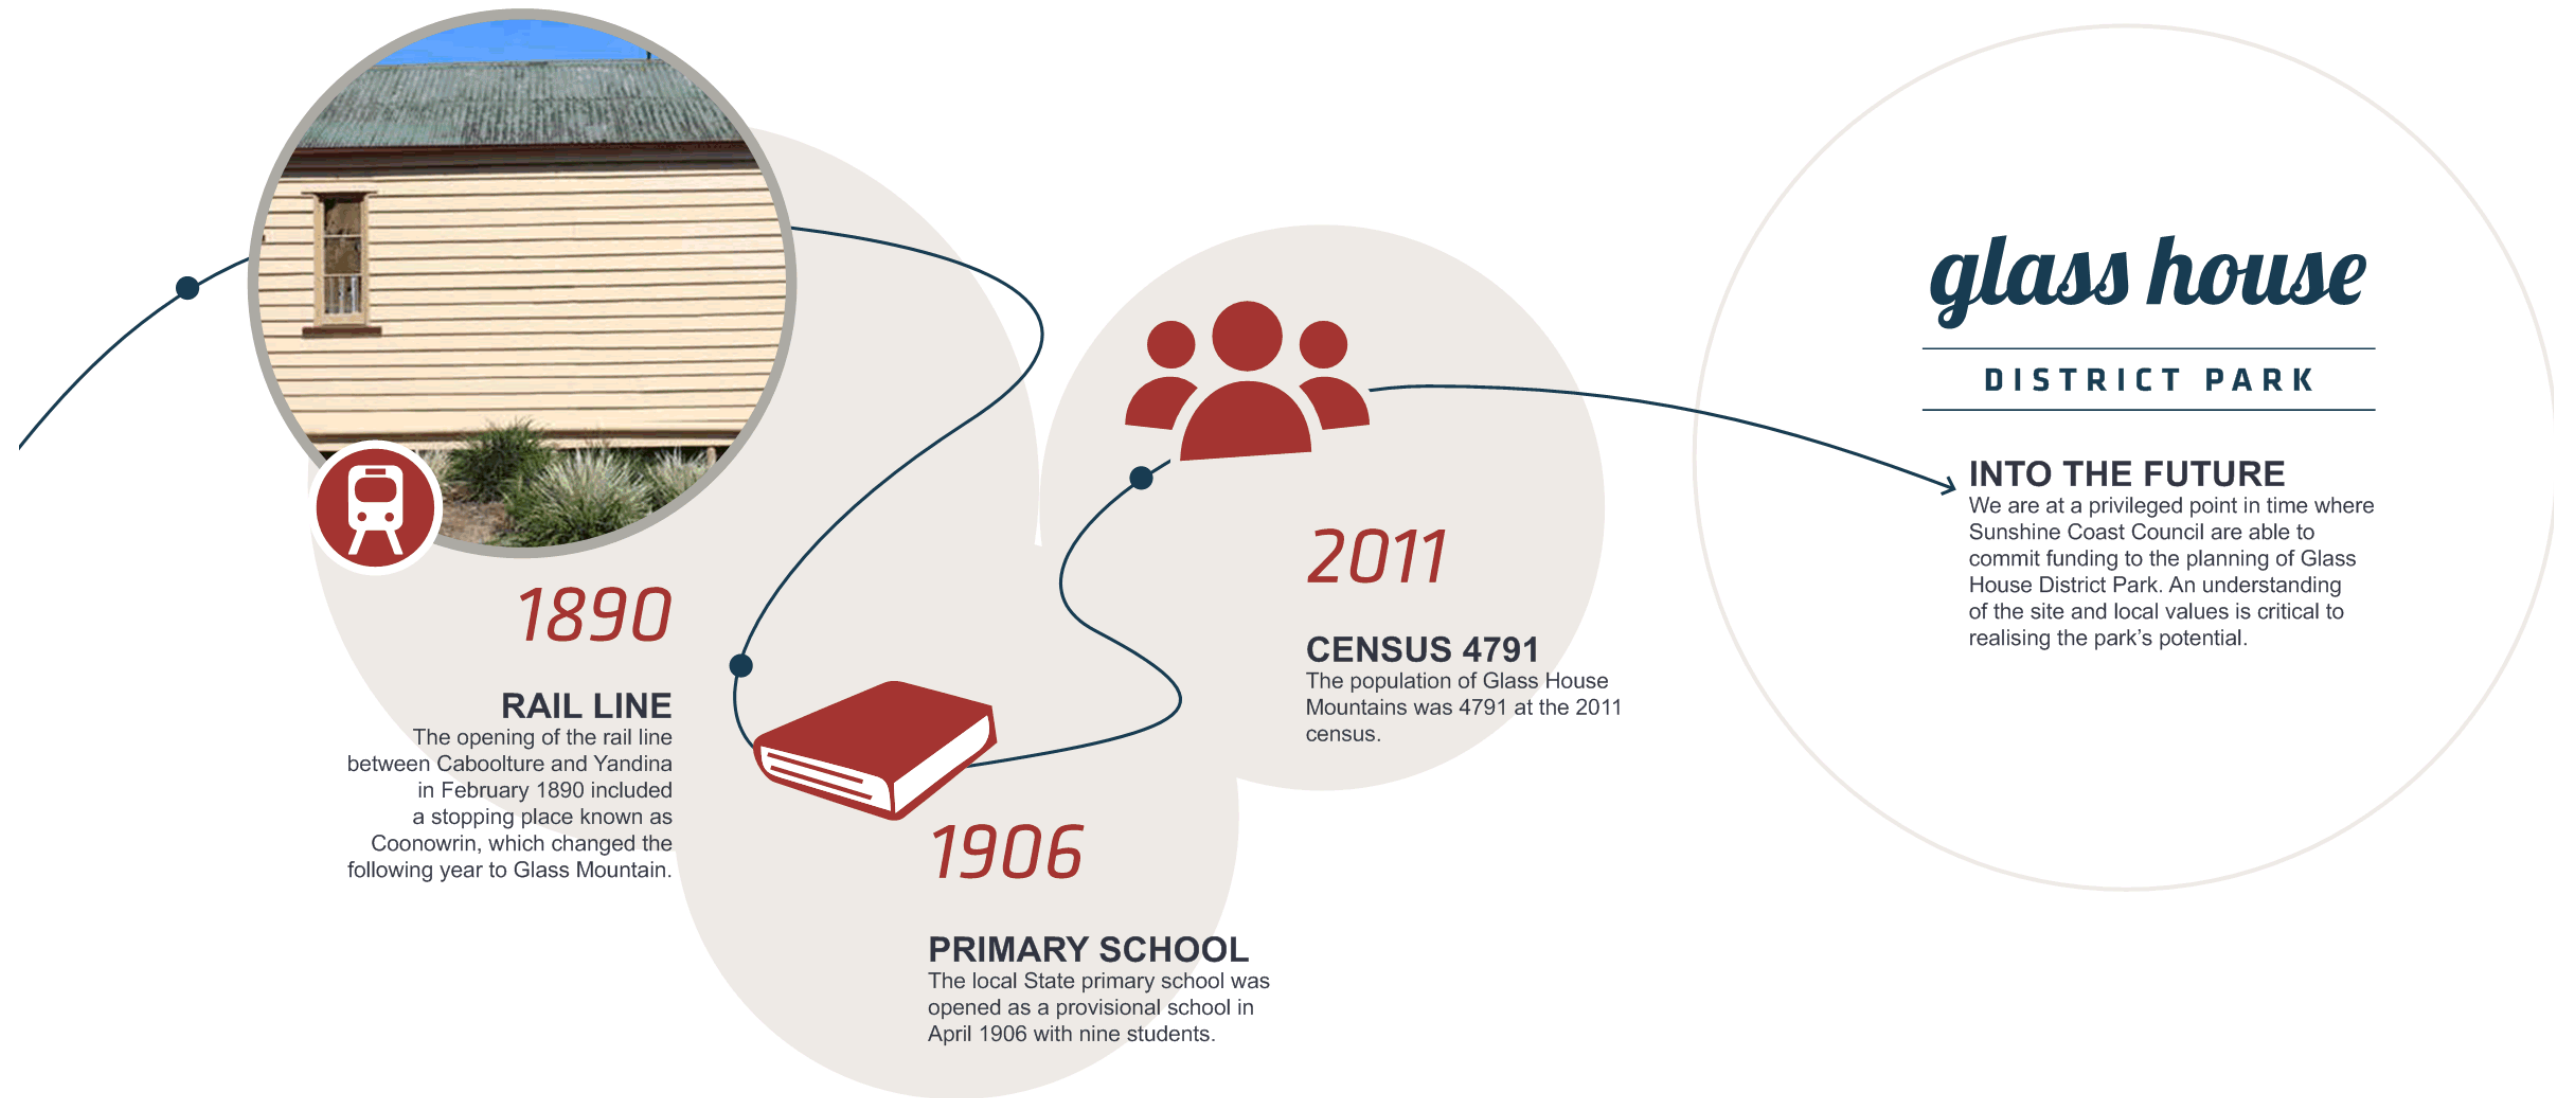 1890
RAIL LINE
The opening of the rail line
between Caboolture and Yandina
in February 1890 included
a stopping place known as
Coonowrin, which changed the
following year to Glass Mountain.
1906
PRIMARY SCHOOL
The local State primary school was
opened as a provisional school in
April 1906 with nine students.
2011
CENSUS 4791
The population of Glass House
Mountains was 4791 at the 2011
census.
glass house
DISTRICT PARK
INTO THE FUTURE
We are at a privileged point in time where
Sunshine Coast Council are able to
commit funding to the planning of Glass
House District Park. An understanding
of the site and local values is critical to
realising the park’s potential.